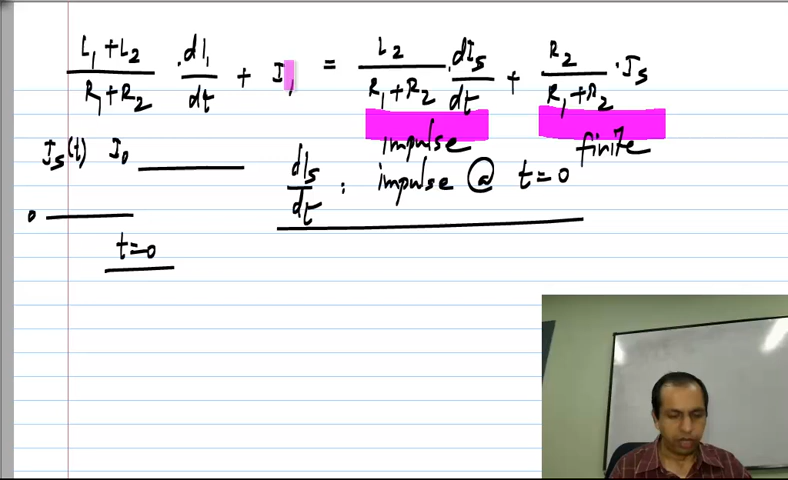 L₁+L₂/R₁+R₂ · dI₁/dt + I₁ = L₂/R₁+R₂ · dIs/dt + R₂/R₁+R₂ · Is
impulse finite
Is(t) I₀ dIs/dt : impulse @ t=0
0
t=0